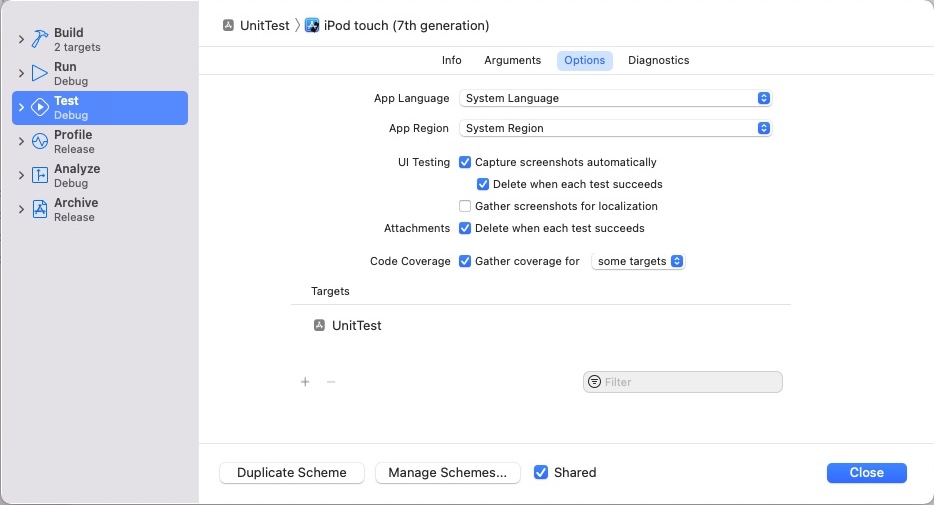 UnitTest 〉 iPod touch (7th generation)
Build
2 targets
Run
Debug
Test
Debug
Profile
Release
Analyze
Debug
Archive
Release
Info Arguments Options Diagnostics
App Language System Language
App Region System Region
UI Testing Capture screenshots automatically
Delete when each test succeeds
Gather screenshots for localization
Attachments Delete when each test succeeds
Code Coverage Gather coverage for some targets
Targets
UnitTest
+ − Filter
Duplicate Scheme Manage Schemes... Shared Close